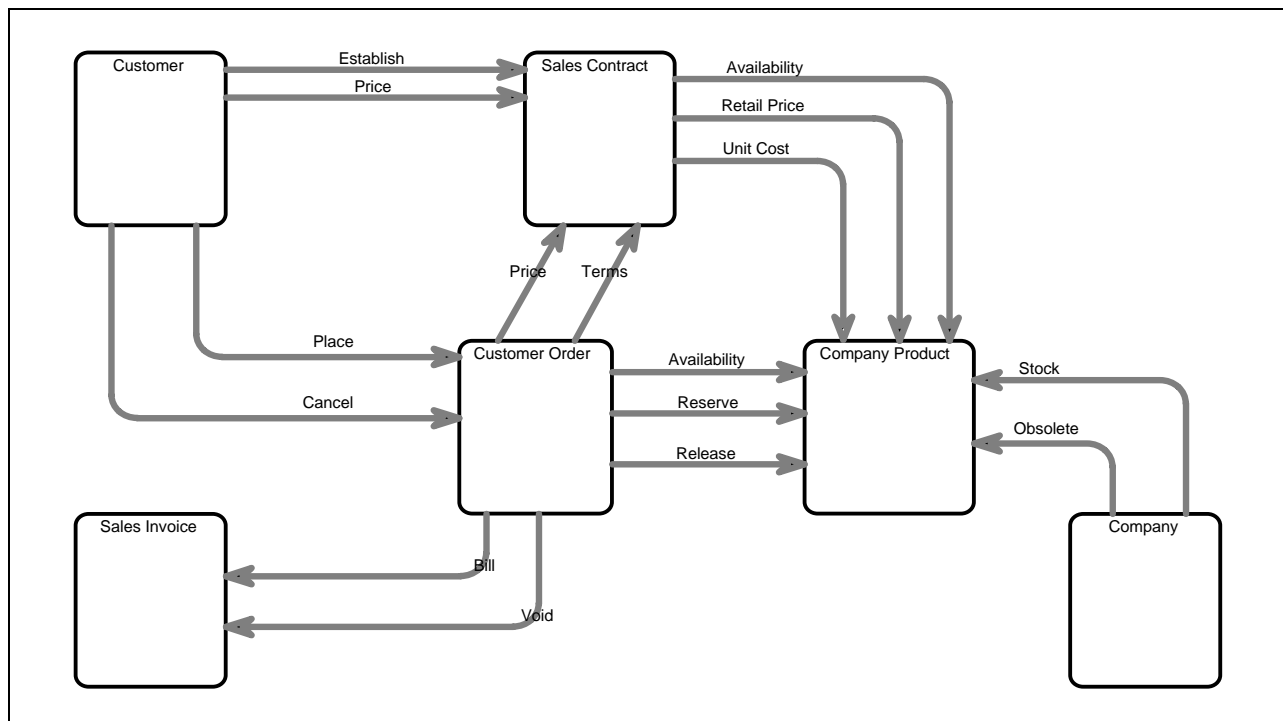 Customer
Establish
Price
Sales Contract
Availability
Retail Price
Unit Cost
Price
Terms
Place
Cancel
Customer Order
Availability
Reserve
Release
Company Product
Stock
Obsolete
Sales Invoice
Bill
Void
Company